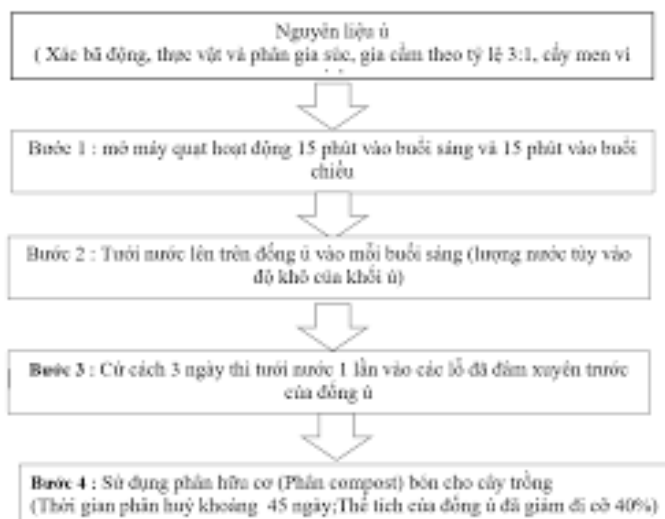 Nguyên liệu ủ
( Xác bã động, thực vật và phân gia súc, gia cầm theo tỷ lệ 3:1, cấy men vi
Bước 1 : mở máy quạt hoạt động 15 phút vào buổi sáng và 15 phút vào buổi
chiều
Bước 2 : Tưới nước lên trên đống ủ vào mỗi buổi sáng (lượng nước tùy vào
độ khô của khối ủ)
Bước 3 : Cứ cách 3 ngày thì tưới nước 1 lần vào các lỗ đã đâm xuyên trước
của đống ủ
Bước 4 : Sử dụng phân hữu cơ (Phân compost) bón cho cây trồng
(Thời gian phân huỷ khoảng 45 ngày;Thể tích của đống ủ đã giảm đi cỡ 40%)